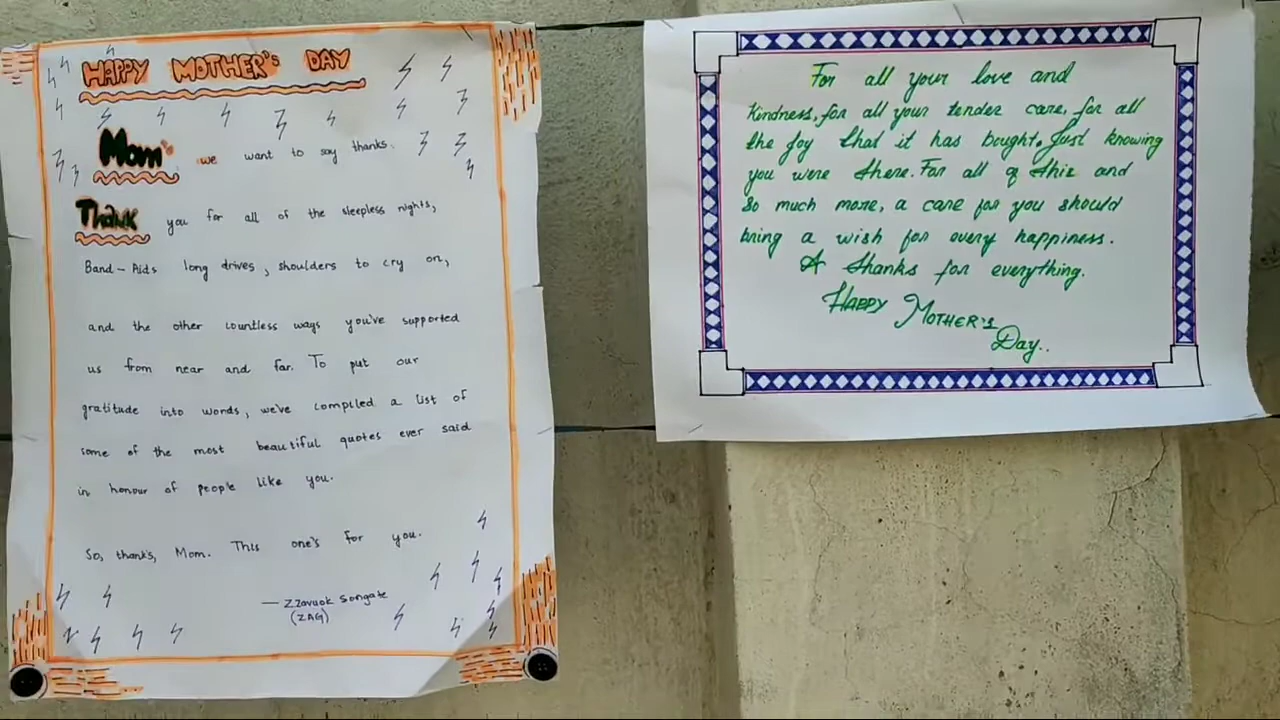 HAPPY MOTHER's DAY
Mom's we want to say thanks.
Thank you for all of the sleepless nights,
Band-Aids long drives, shoulders to cry on,
and the other countless ways you've supported
us from near and far. To put our
gratitude into words, we've compiled a list of
some of the most beautiful quotes ever said
in honour of people like you.
So, thank's, Mom. This one's for you.
— Zzavuok Songate
(ZAG)
For all your love and
kindness, for all your tender care, for all
the joy that it has bought. Just knowing
you were there. For all of this and
so much more, a care for you should
bring a wish for every happiness.
A thanks for everything.
HAPPY MOTHER'S
Day..